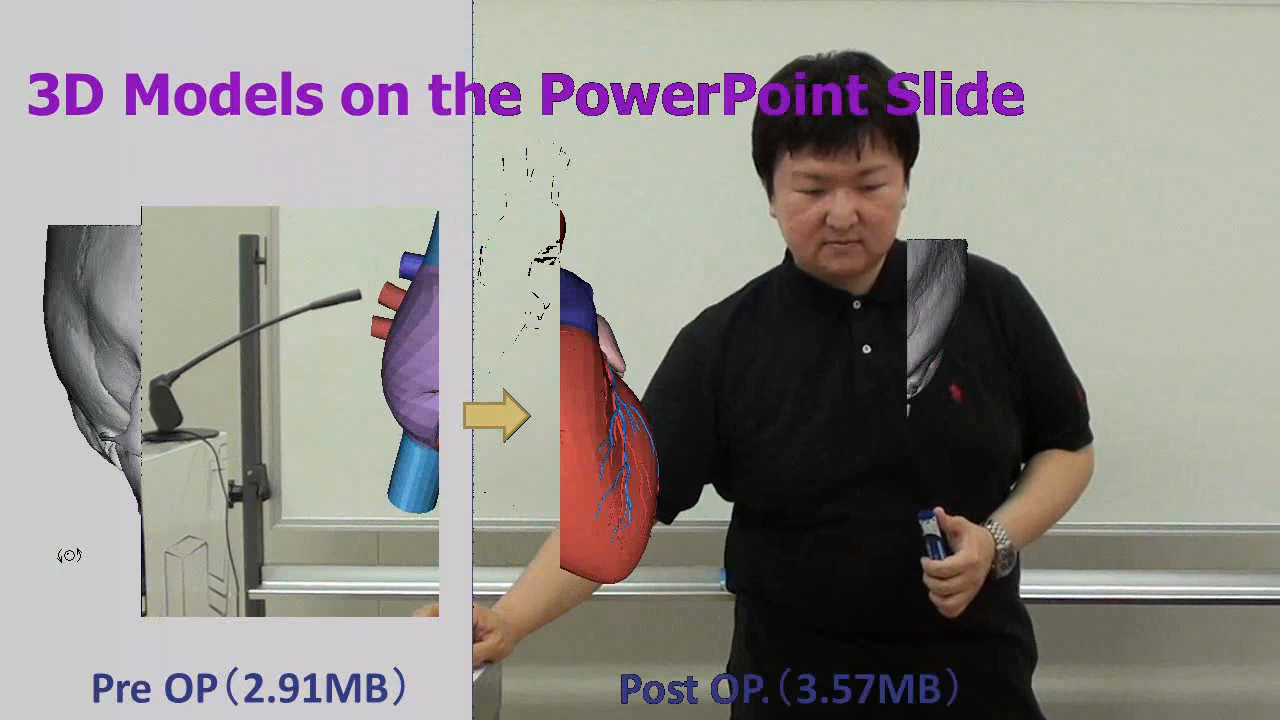 3D Models on the PowerPoint Slide
Pre OP（2.91MB） Post OP.（3.57MB）